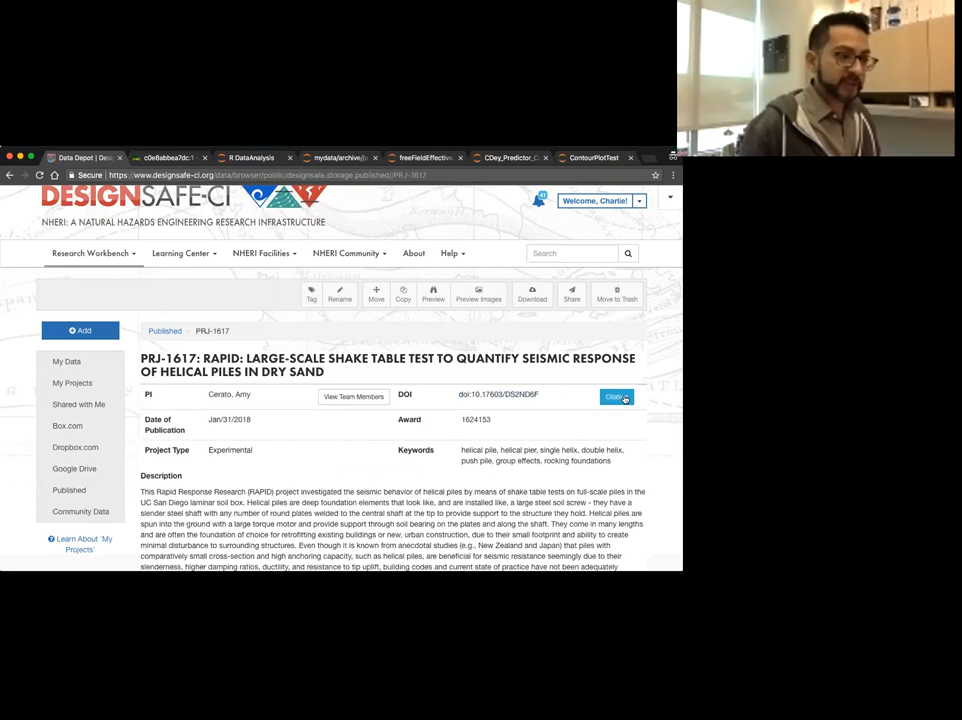 Data Depot | Desi
c0e8abbea7dc:1
R DataAnalysis
mydata/archive/jo
freeFieldEffective
CDey_Predictor_C
ContourPlotTest
Secure
https://www.designsafe-ci.org/data/browser/public/designsafe.storage.published//PRJ-1617
DESIGNSAFE-CI
NHERI: A NATURAL HAZARDS ENGINEERING RESEARCH INFRASTRUCTURE
Welcome, Charlie!
Research Workbench
Learning Center
NHERI Facilities
NHERI Community
About
Help
Search
Tag
Rename
Move
Copy
Preview
Preview Images
Download
Share
Move to Trash
Add
My Data
My Projects
Shared with Me
Box.com
Dropbox.com
Google Drive
Published
Community Data
Learn About 'My
Projects'
Published / PRJ-1617
PRJ-1617: RAPID: LARGE-SCALE SHAKE TABLE TEST TO QUANTIFY SEISMIC RESPONSE
OF HELICAL PILES IN DRY SAND
PI
Cerato, Amy
View Team Members
DOI
doi:10.17603/DS2ND6F
Date of
Publication
Jan/31/2018
Award
1624153
Project Type
Experimental
Keywords
helical pile, helical pier, single helix, double helix,
push pile, group effects, rocking foundations
Description
This Rapid Response Research (RAPID) project investigated the seismic behavior of helical piles by means of shake table tests on full-scale piles in the
UC San Diego laminar soil box. Helical piles are deep foundation elements that look like, and are installed like, a large steel soil screw - they have a
slender steel shaft with any number of round plates welded to the central shaft at the tip to provide support to the structure they hold. Helical piles are
spun into the ground with a large torque motor and provide support through soil bearing on the plates and along the shaft. They come in many lengths
and are often the foundation of choice for retrofitting existing buildings or new, urban construction, due to their small footprint and ability to create
minimal disturbance to surrounding structures. Even though it is known from anecdotal studies (e.g., New Zealand and Japan) that piles with
comparatively small cross-section and high anchoring capacity, such as helical piles, are beneficial for seismic resistance seemingly due to their
slenderness, higher damping ratios, ductility, and resistance to tip uplift, building codes and current state of practice have not been adequately